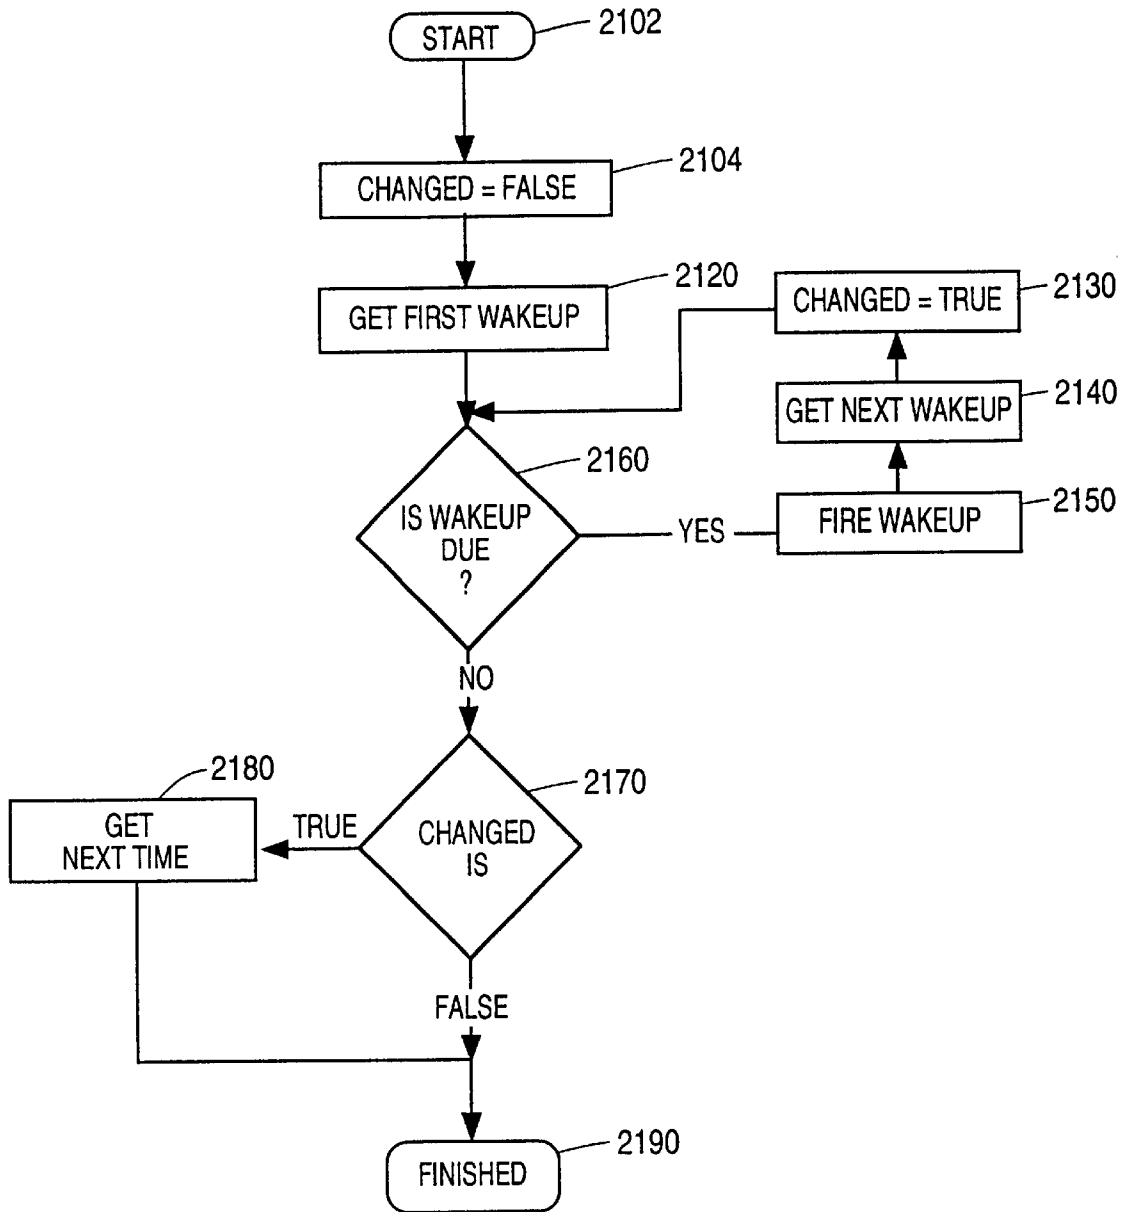 START
2102
CHANGED = FALSE
2104
GET FIRST WAKEUP
2120
CHANGED = TRUE
2130
GET NEXT WAKEUP
2140
FIRE WAKEUP
2150
IS WAKEUP
DUE
?
2160
YES
NO
CHANGED
IS
2170
TRUE
GET
NEXT TIME
2180
FALSE
FINISHED
2190